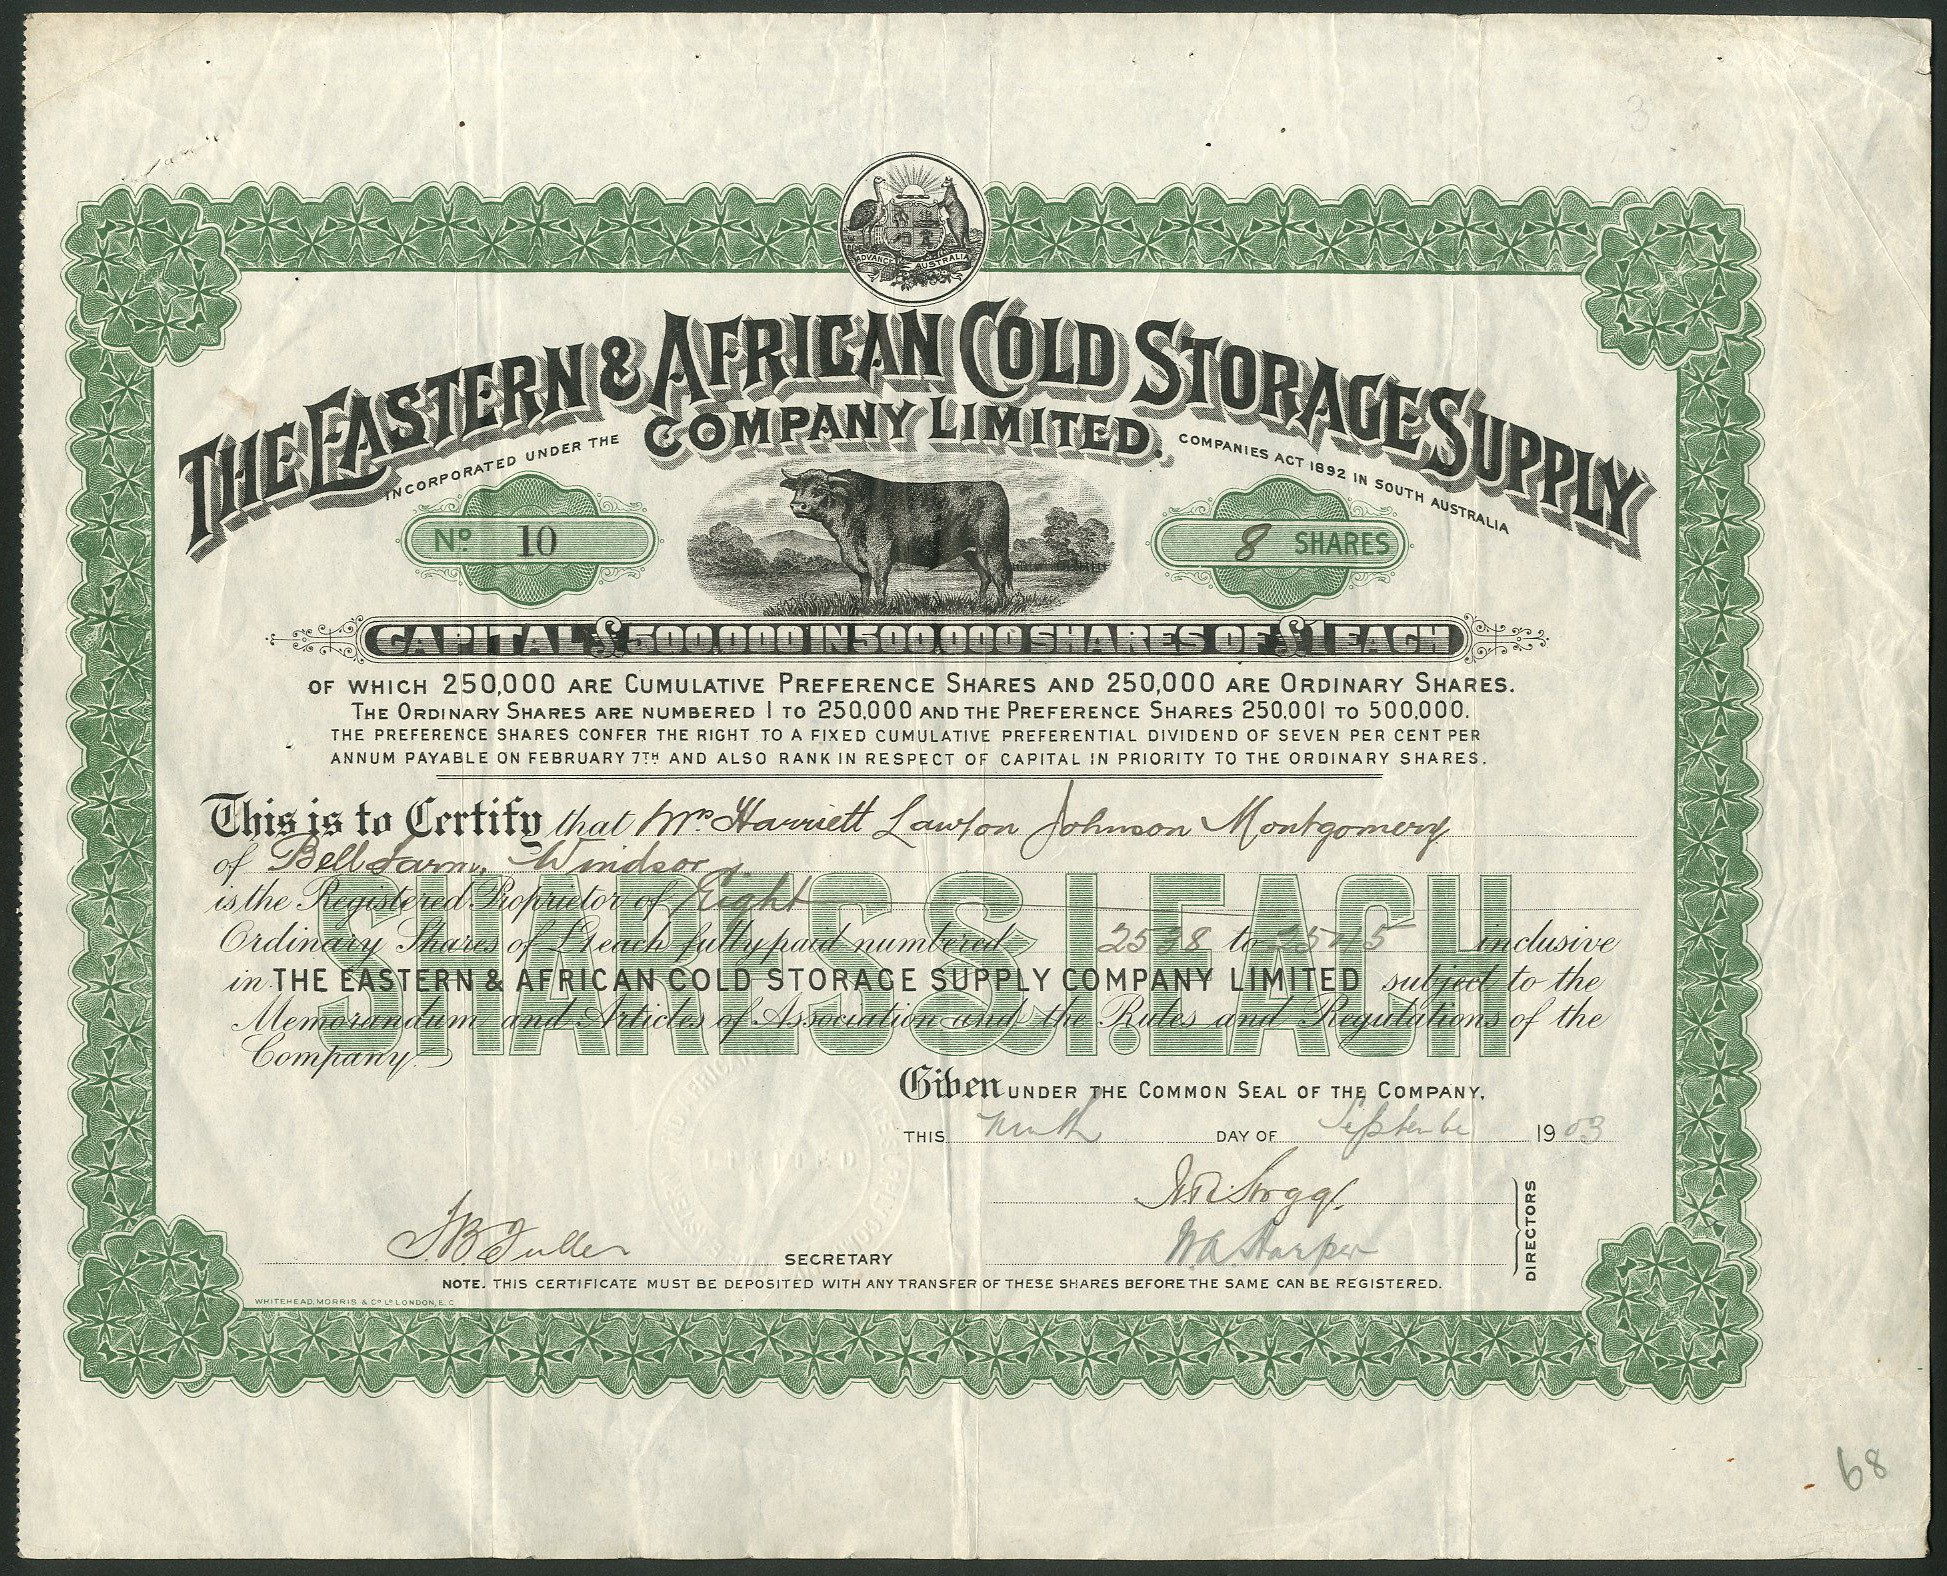 3
ADVANCE AUSTRALIA
THE EASTERN & AFRICAN COLD STORAGE SUPPLY
COMPANY LIMITED.
INCORPORATED UNDER THE COMPANIES ACT 1892 IN SOUTH AUSTRALIA
No. 10
8 SHARES
CAPITAL £500,000 IN 500,000 SHARES OF £1 EACH
OF WHICH 250,000 ARE CUMULATIVE PREFERENCE SHARES AND 250,000 ARE ORDINARY SHARES.
THE ORDINARY SHARES ARE NUMBERED 1 TO 250,000 AND THE PREFERENCE SHARES 250,001 TO 500,000.
THE PREFERENCE SHARES CONFER THE RIGHT TO A FIXED CUMULATIVE PREFERENTIAL DIVIDEND OF SEVEN PER CENT PER
ANNUM PAYABLE ON FEBRUARY 7TH AND ALSO RANK IN RESPECT OF CAPITAL IN PRIORITY TO THE ORDINARY SHARES.
This is to Certify that Mrs Harriett Lawson Johnson Montgomery
of Bell Farm, Windsor,
is the Registered Proprietor of Eight
Ordinary Shares of £1 each fully paid numbered 2538 to 2545 inclusive
in THE EASTERN & AFRICAN COLD STORAGE SUPPLY COMPANY LIMITED subject to the
Memorandum and Articles of Association and the Rules and Regulations of the
Company.
SHARES £1. EACH
Given UNDER THE COMMON SEAL OF THE COMPANY,
THIS ninth DAY OF September 1903
LIMITED
J.B. Fuller SECRETARY
W.A. Harper
DIRECTORS
NOTE. THIS CERTIFICATE MUST BE DEPOSITED WITH ANY TRANSFER OF THESE SHARES BEFORE THE SAME CAN BE REGISTERED.
WHITEHEAD, MORRIS & Co. Ld. LONDON, E.C.
68